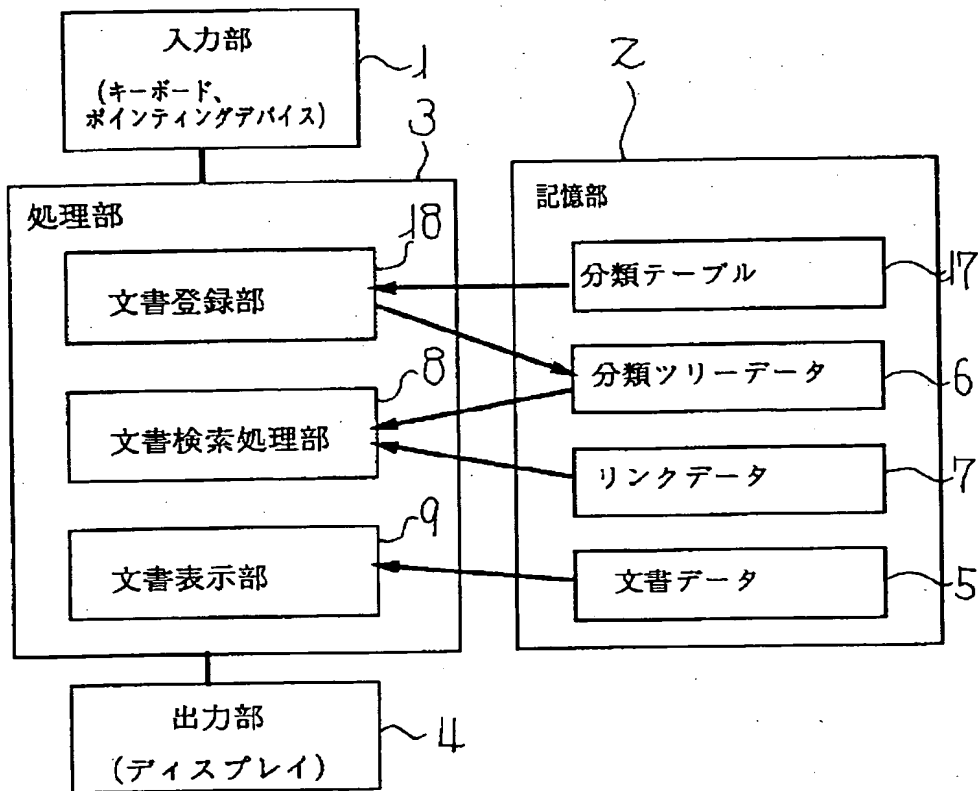 入力部
1
(キーボード、
ポインティングデバイス)
3
2
処理部
記憶部
18
文書登録部
分類テーブル
17
分類ツリーデータ
6
8
文書検索処理部
リンクデータ
7
9
文書表示部
文書データ
5
出力部
4
(ディスプレイ)